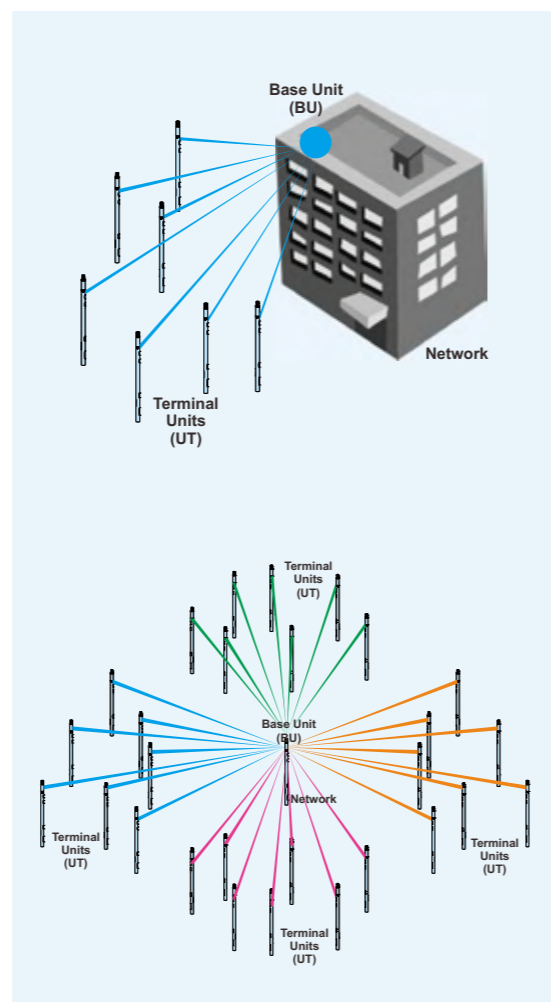 Base Unit
(BU)
Network
Terminal
Units
(UT)
Terminal
Units
(UT)
Base Unit
(BU)
Network
Terminal
Units
(UT)
Terminal
Units
(UT)
Terminal
Units
(UT)